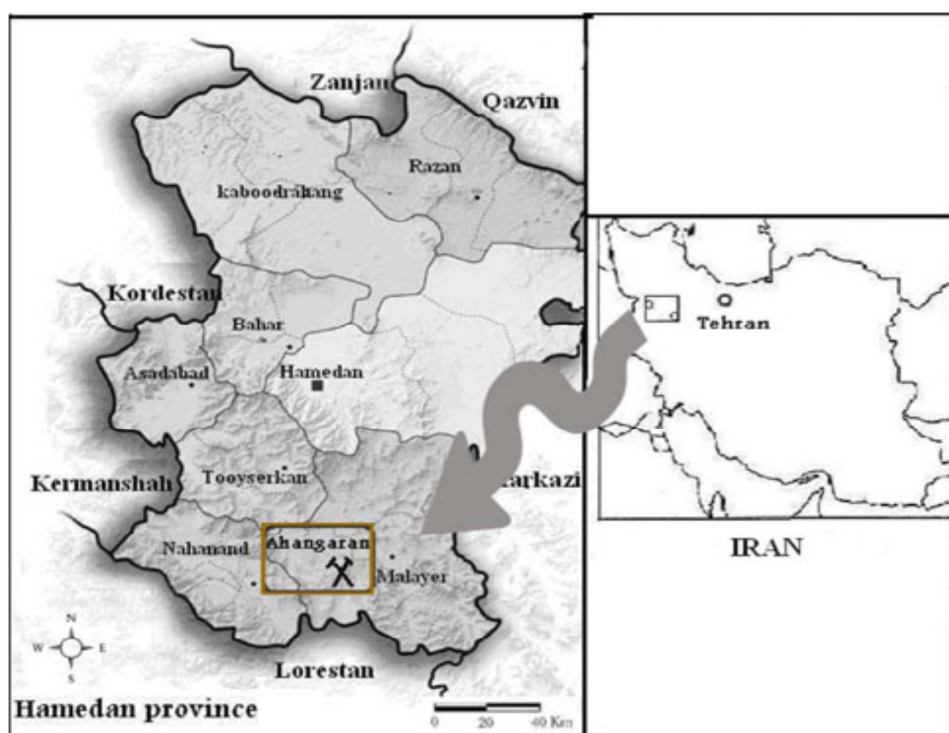 Zanjan
Qazvin
Razan
kaboodrahang
Kordestan
Bahar
Tehran
Asadabad
Hamedan
Tooyserkan
Kermanshah
arkazi
Ahangaran
Nahanand
Malayer
IRAN
N
W E
S
Lorestan
Hamedan province
0 20 40 Km